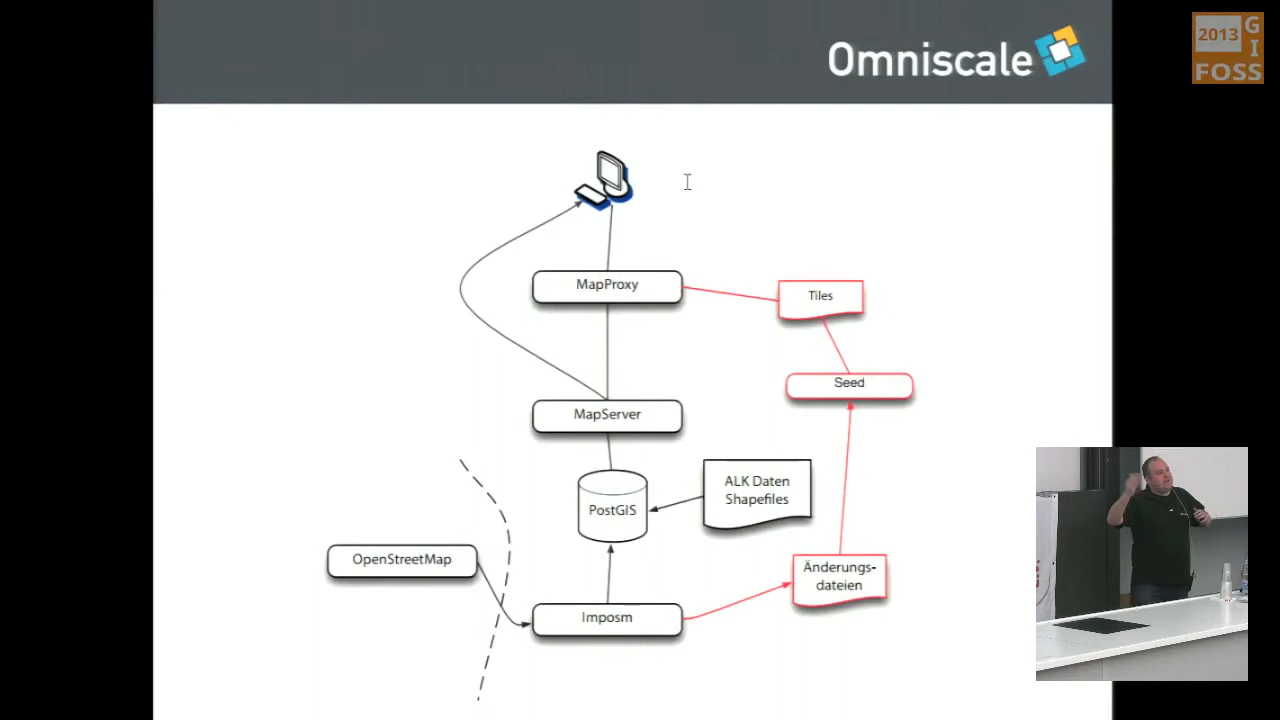 Omniscale
2013
G
I
FOSS
MapProxy
Tiles
Seed
MapServer
ALK Daten
Shapefiles
PostGIS
OpenStreetMap
Änderungs-
dateien
Imposm